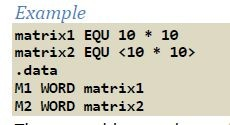 Example
matrix1 EQU 10 * 10
matrix2 EQU <10 * 10>
.data
M1 WORD matrix1
M2 WORD matrix2